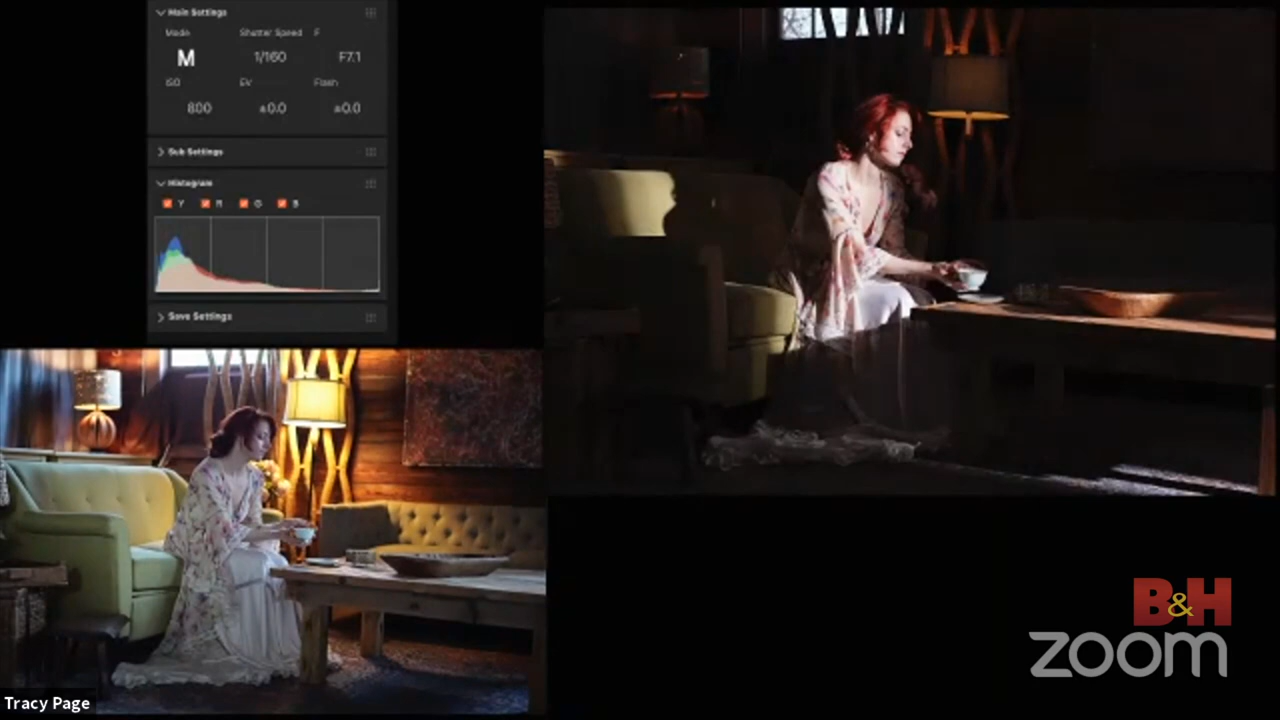 Main Settings
Mode Shutter Speed F
M 1/160 F7.1
ISO EV Flash
800 ±0.0 ±0.0
Sub Settings
Histogram
Y R G B
Save Settings
Tracy Page
B&H
zoom